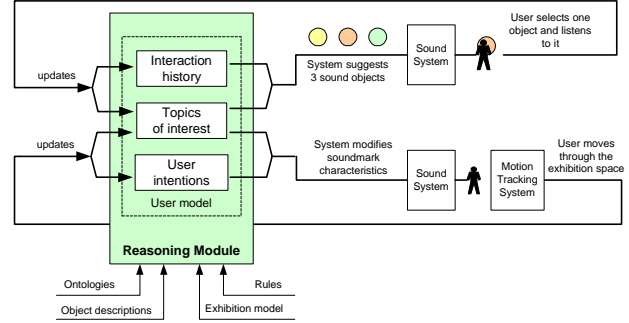 User selects one
object and listens
to it
Interaction
history
System suggests
3 sound objects
Sound
System
updates
Topics
of interest
updates
System modifies
soundmark
characteristics
Sound
System
Motion
Tracking
System
User moves
through the
exhibition space
User
intentions
User model
Reasoning Module
Ontologies
Rules
Object descriptions
Exhibition model